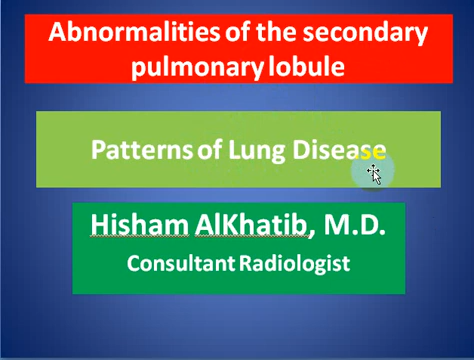 Abnormalities of the secondary
pulmonary lobule
Patterns of Lung Disease
Hisham AlKhatib, M.D.
Consultant Radiologist